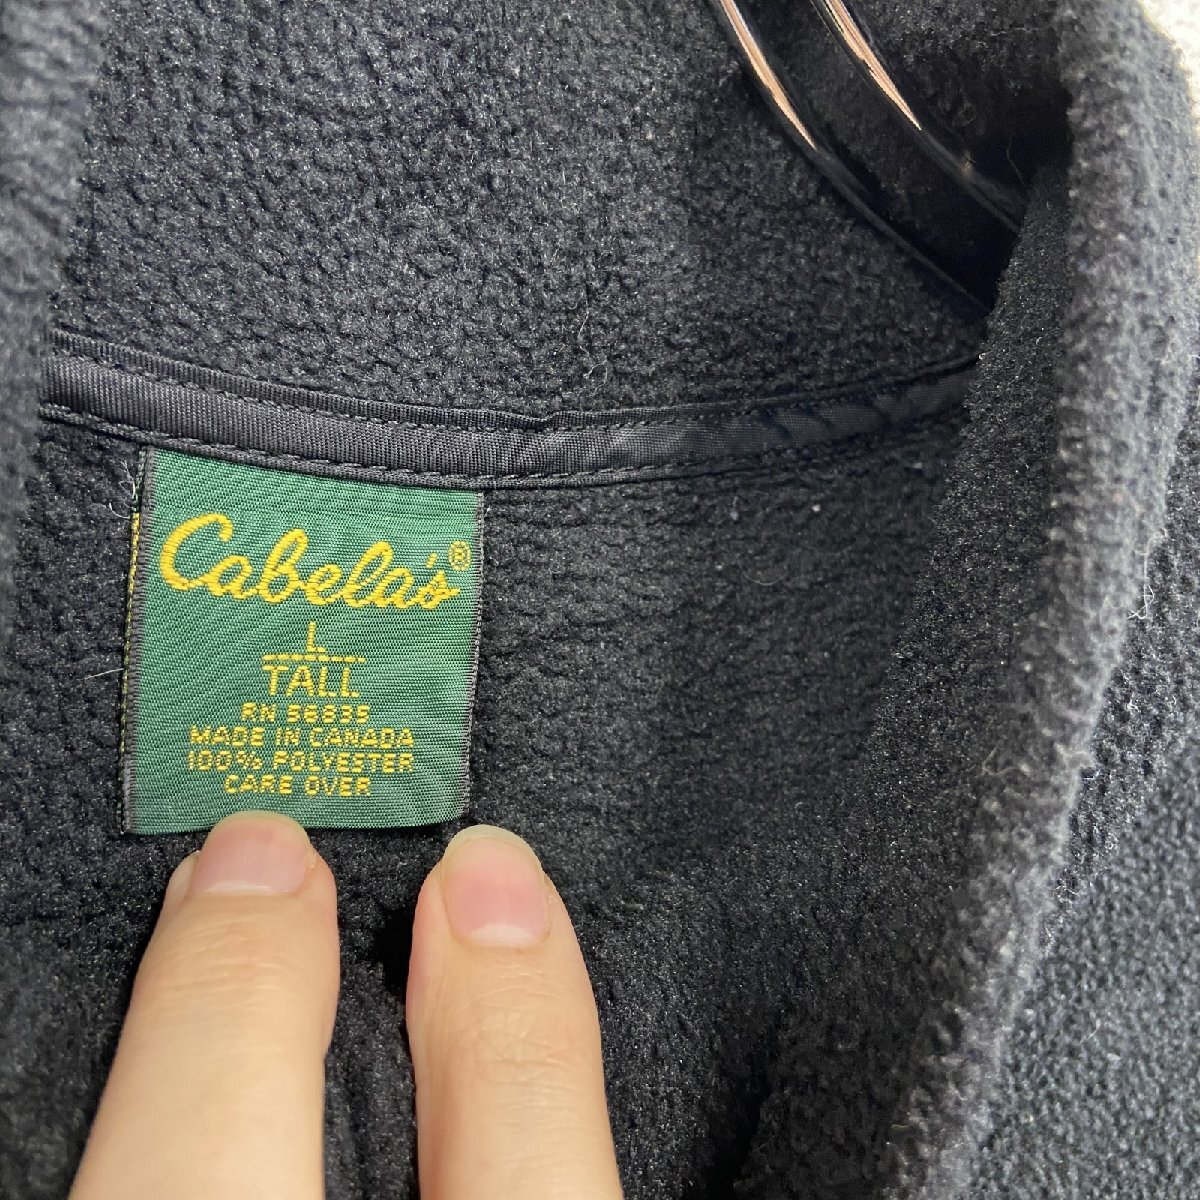 Cabela's®
L
TALL
RN 56835
MADE IN CANADA
100% POLYESTER
CARE OVER